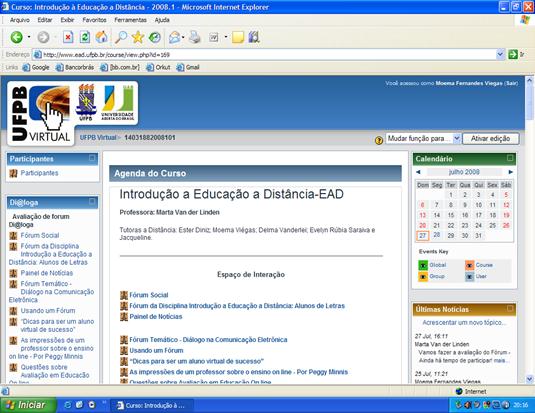 Curso: Introdução à Educação a Distância - 2008.1 - Microsoft Internet Explorer
Arquivo Editar Exibir Favoritos Ferramentas Ajuda
Endereço http://www.ead.ufpb.br/course/view.php?id=169 Ir
Links Google Bancorbrás [bb.com.br] Orkut Gmail
UFPB VIRTUAL
UFPB
UNIVERSIDADE ABERTA DO BRASIL
Você acessou como Moema Fernandes Viegas (Sair)
UFPB Virtual > 14031882008101
Mudar função para...
Ativar edição
Participantes
Participantes
Di@loga
Avaliação de forum Di@loga
Fórum Social
Fórum da Disciplina
Introdução a Educação a
Distância: Alunos de Letras
Painel de Notícias
Fórum Temático -
Diálogo na Comunicação
Eletrônica
Usando um Fórum
"Dicas para ser um aluno
virtual de sucesso"
As impressões de um
professor sobre o ensino
on line - Por Peggy Minnis
Questões sobre
Avaliação em Educação
On line
Agenda do Curso
Introdução a Educação a Distância-EAD
Professora: Marta Van der Linden
Tutoras a Distância: Ester Diniz; Moema Viégas; Delma Vanderlei; Evelyn Rúbia Saraiva e
Jacqueline.
Espaço de Interação
Fórum Social
Fórum da Disciplina Introdução a Educação a Distância: Alunos de Letras
Painel de Notícias
Fórum Temático - Diálogo na Comunicação Eletrônica
Usando um Fórum
"Dicas para ser um aluno virtual de sucesso"
As impressões de um professor sobre o ensino on line - Por Peggy Minnis
Questões sobre Avaliação em Educação On line
Calendário
julho 2008
Dom Seg Ter Qua Qui Sex Sáb
1 2 3 4 5
6 7 8 9 10 11 12
13 14 15 16 17 18 19
20 21 22 23 24 25 26
27 28 29 30 31
Events Key
Global Course
Group User
Últimas Notícias
Acrescentar um novo tópico...
27 Jul, 16:11
Marta Van der Linden
Vamos fazer a avaliação do Fórum -
Ainda há tempo de participar! mais...
25 Jul, 11:21
Moema Fernandes Viegas
Internet
Iniciar
Curso: Introdução à ...
20:16